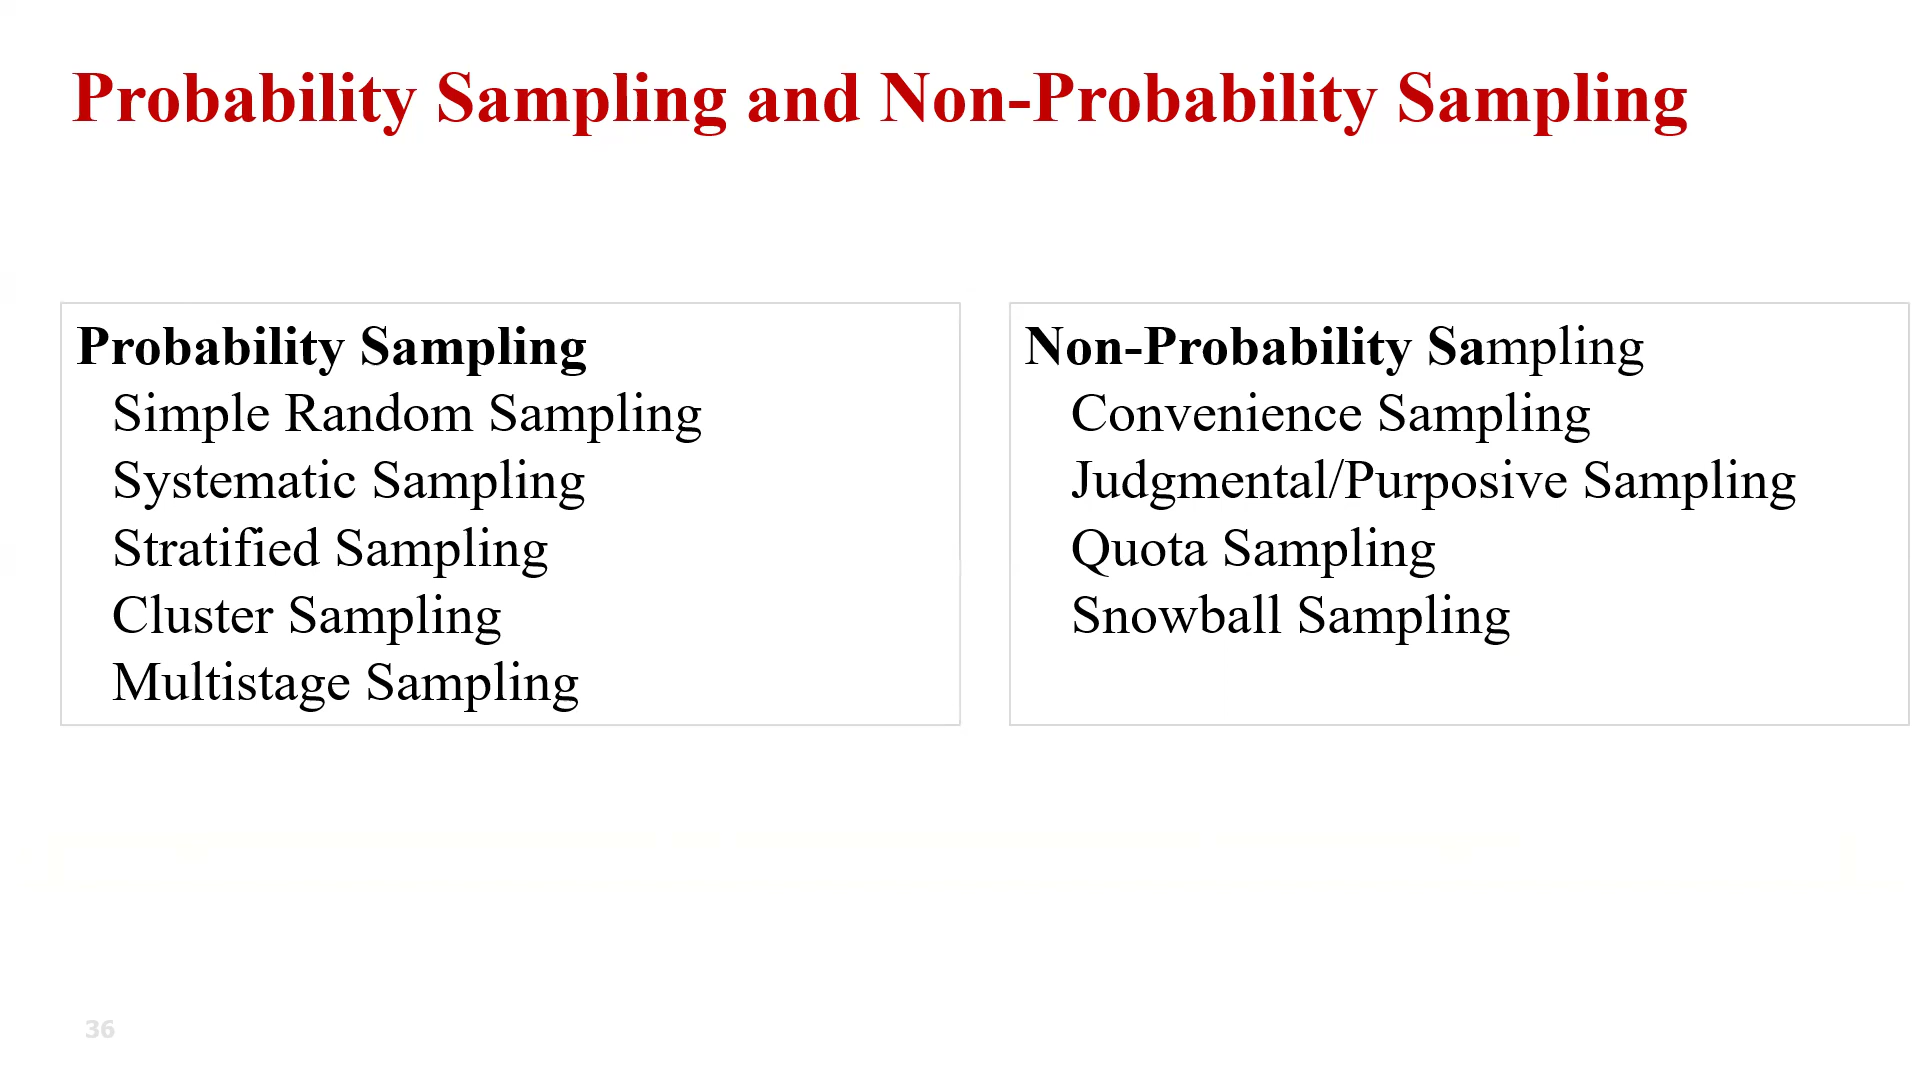 Probability Sampling and Non-Probability Sampling
Probability Sampling
Simple Random Sampling
Systematic Sampling
Stratified Sampling
Cluster Sampling
Multistage Sampling
Non-Probability Sampling
Convenience Sampling
Judgmental/Purposive Sampling
Quota Sampling
Snowball Sampling
36